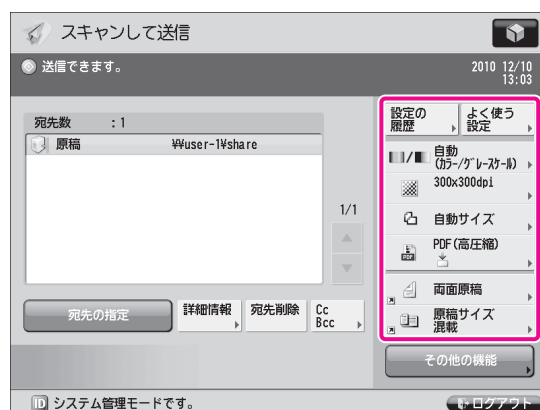 スキャンして送信
送信できます。
2010 12/10
13:03
設定の
履歴
よく使う
設定
宛先数 :1
原稿 ¥¥user-1¥share
自動
(カラー/グレースケール)
300x300dpi
1/1
自動サイズ
PDF(高圧縮)
PDF
両面原稿
宛先の指定
詳細情報
宛先削除
Cc
Bcc
原稿サイズ
混載
その他の機能
ID システム管理モードです。
ログアウト